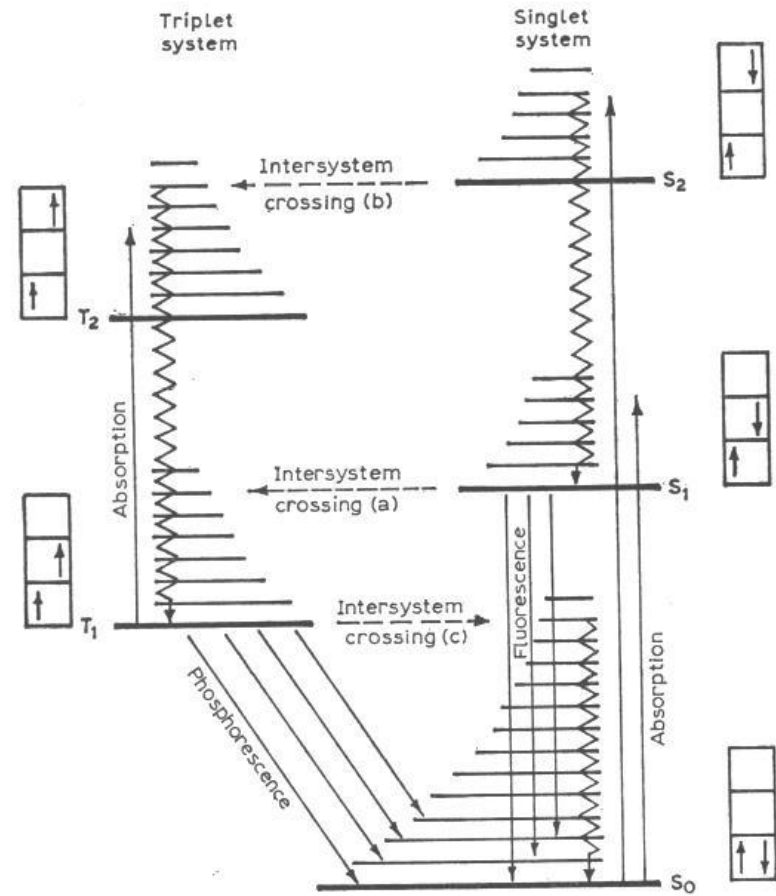 Triplet
system
Singlet
system
Intersystem
crossing (b)
S2
T2
Absorption
Intersystem
crossing (a)
S1
T1
Intersystem
crossing (c)
Fluorescence
Absorption
Phosphorescence
S0